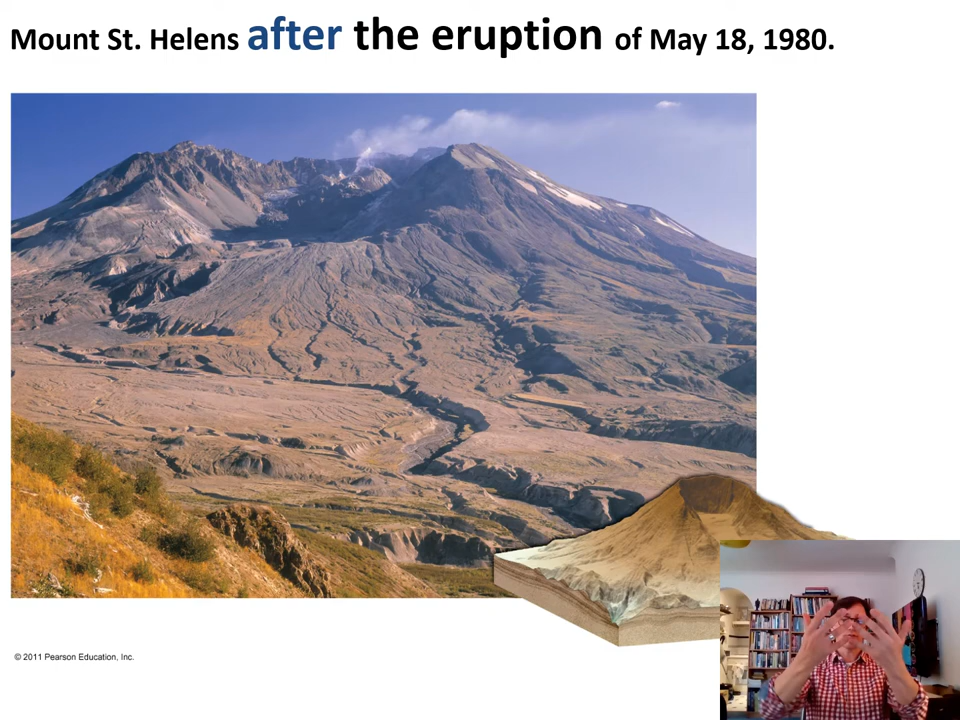 Mount St. Helens after the eruption of May 18, 1980.
© 2011 Pearson Education, Inc.